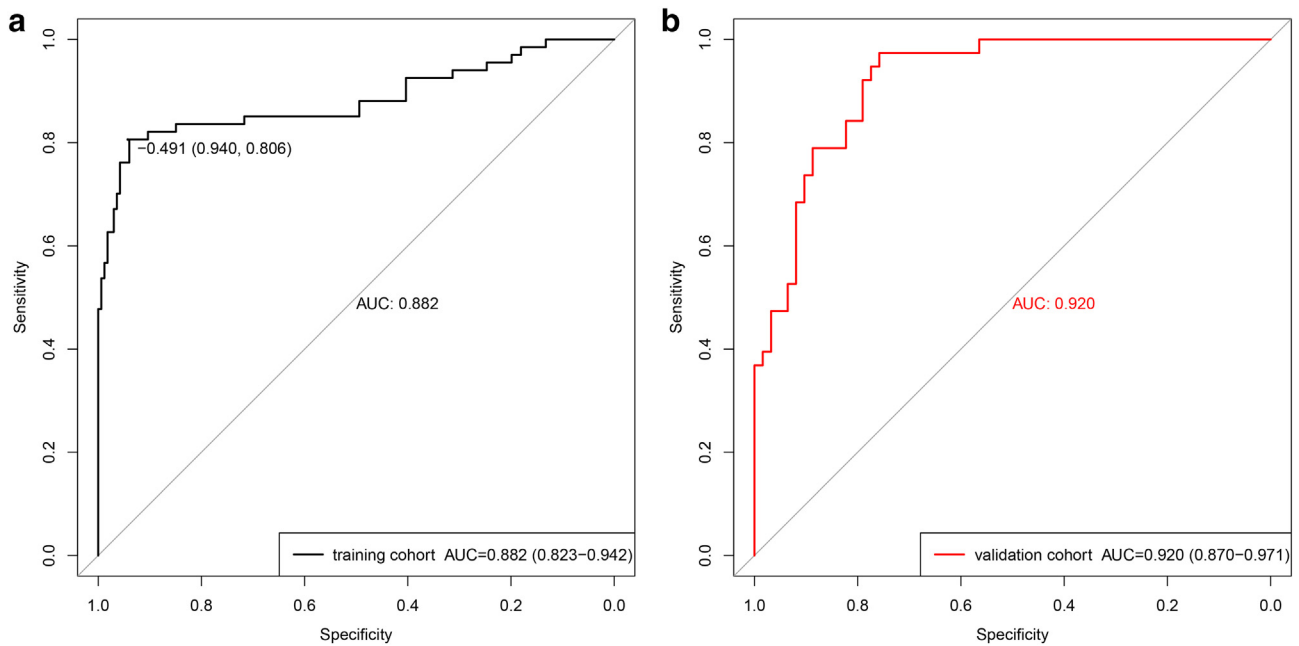 a
1.0
0.8
0.6
0.4
0.2
0.0
Sensitivity
−0.491 (0.940, 0.806)
AUC: 0.882
training cohort AUC=0.882 (0.823−0.942)
1.0 0.8 0.6 0.4 0.2 0.0
Specificity
b
1.0
0.8
0.6
0.4
0.2
0.0
Sensitivity
AUC: 0.920
validation cohort AUC=0.920 (0.870−0.971)
1.0 0.8 0.6 0.4 0.2 0.0
Specificity